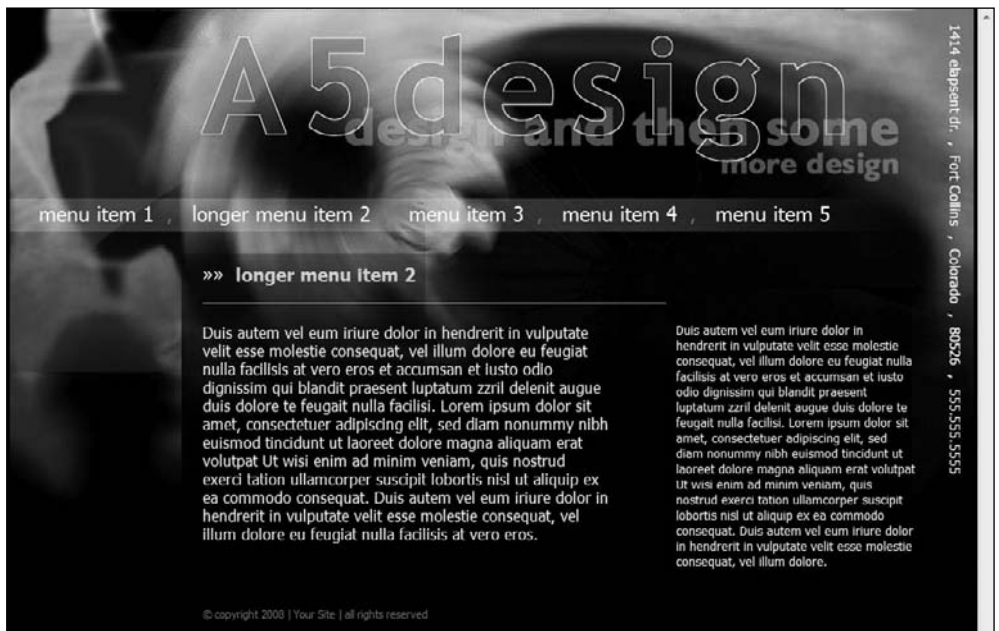 A5design
design and then some
more design
menu item 1 , longer menu item 2 menu item 3 , menu item 4 , menu item 5
»» longer menu item 2
Duis autem vel eum iriure dolor in hendrerit in vulputate
velit esse molestie consequat, vel illum dolore eu feugiat
nulla facilisis at vero eros et accumsan et iusto odio
dignissim qui blandit praesent luptatum zzril delenit augue
duis dolore te feugait nulla facilisi. Lorem ipsum dolor sit
amet, consectetuer adipiscing elit, sed diam nonummy nibh
euismod tincidunt ut laoreet dolore magna aliquam erat
volutpat Ut wisi enim ad minim veniam, quis nostrud
exerci tation ullamcorper suscipit lobortis nisl ut aliquip ex
ea commodo consequat. Duis autem vel eum iriure dolor in
hendrerit in vulputate velit esse molestie consequat, vel
illum dolore eu feugiat nulla facilisis at vero eros.
Duis autem vel eum iriure dolor in
hendrerit in vulputate velit esse molestie
consequat, vel illum dolore eu feugiat nulla
facilisis at vero eros et accumsan et iusto
odio dignissim qui blandit praesent
luptatum zzril delenit augue duis dolore te
feugait nulla facilisi. Lorem ipsum dolor sit
amet, consectetuer adipiscing elit, sed
diam nonummy nibh euismod tincidunt ut
laoreet dolore magna aliquam erat volutpat
Ut wisi enim ad minim veniam, quis
nostrud exerci tation ullamcorper suscipit
lobortis nisl ut aliquip ex ea commodo
consequat. Duis autem vel eum iriure dolor
in hendrerit in vulputate velit esse molestie
consequat, vel illum dolore.
1414 elapsent dr. , Fort Collins , Colorado , 80526 , 555.555.5555
© copyright 2008 | Your Site | all rights reserved